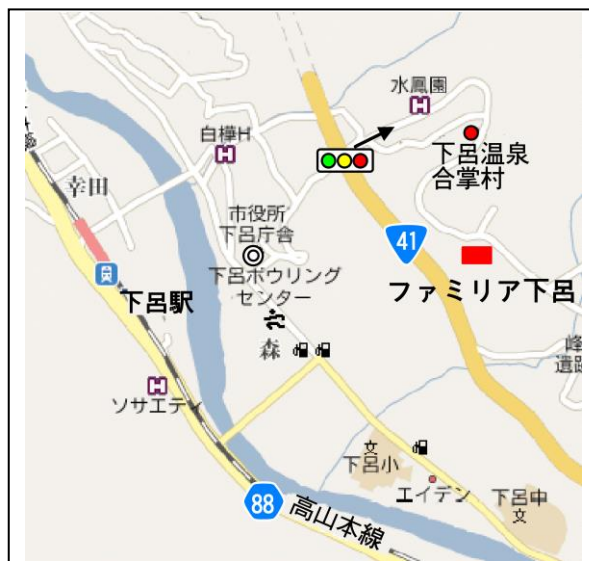 水鳳園
白樺H
下呂温泉
合掌村
幸田
市役所
下呂庁舎
41
下呂ボウリング
センター
ファミリア下呂
下呂駅
森
峰
遺跡
ソサエティ
下呂小
エイデン
下呂中
88
高山本線